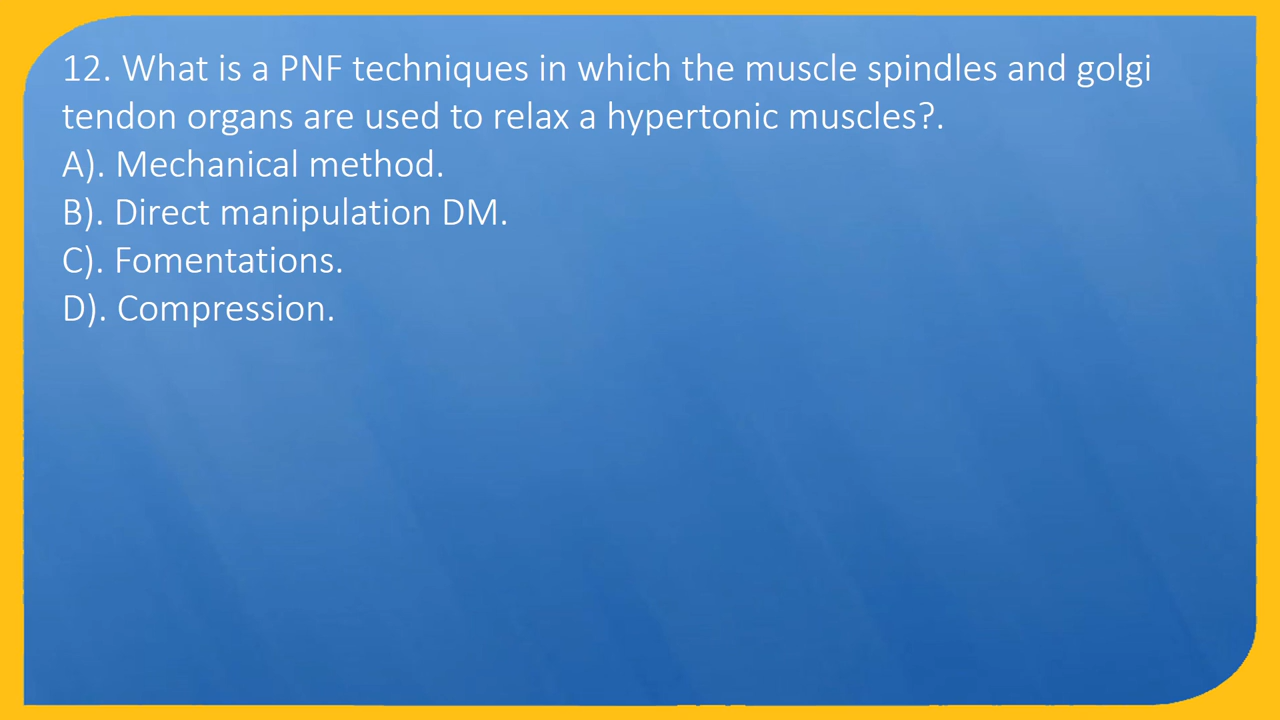 12. What is a PNF techniques in which the muscle spindles and golgi
tendon organs are used to relax a hypertonic muscles?.
A). Mechanical method.
B). Direct manipulation DM.
C). Fomentations.
D). Compression.